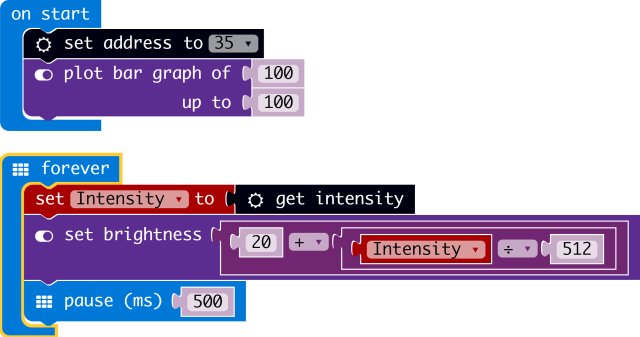 on start
set address to 35
plot bar graph of 100
up to 100
forever
set Intensity to get intensity
set brightness 20 + Intensity ÷ 512
pause (ms) 500